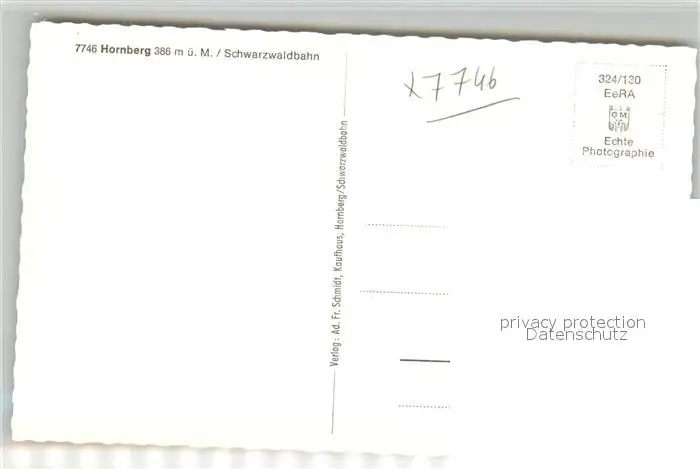 7746 Hornberg 386 m ü. M. / Schwarzwaldbahn
x7746
324/130
EeRA
Echte
Photographie
Verlag: Ad. Fr. Schmidt, Kaufhaus, Hornberg/Schwarzwaldbahn
privacy protection
Datenschutz